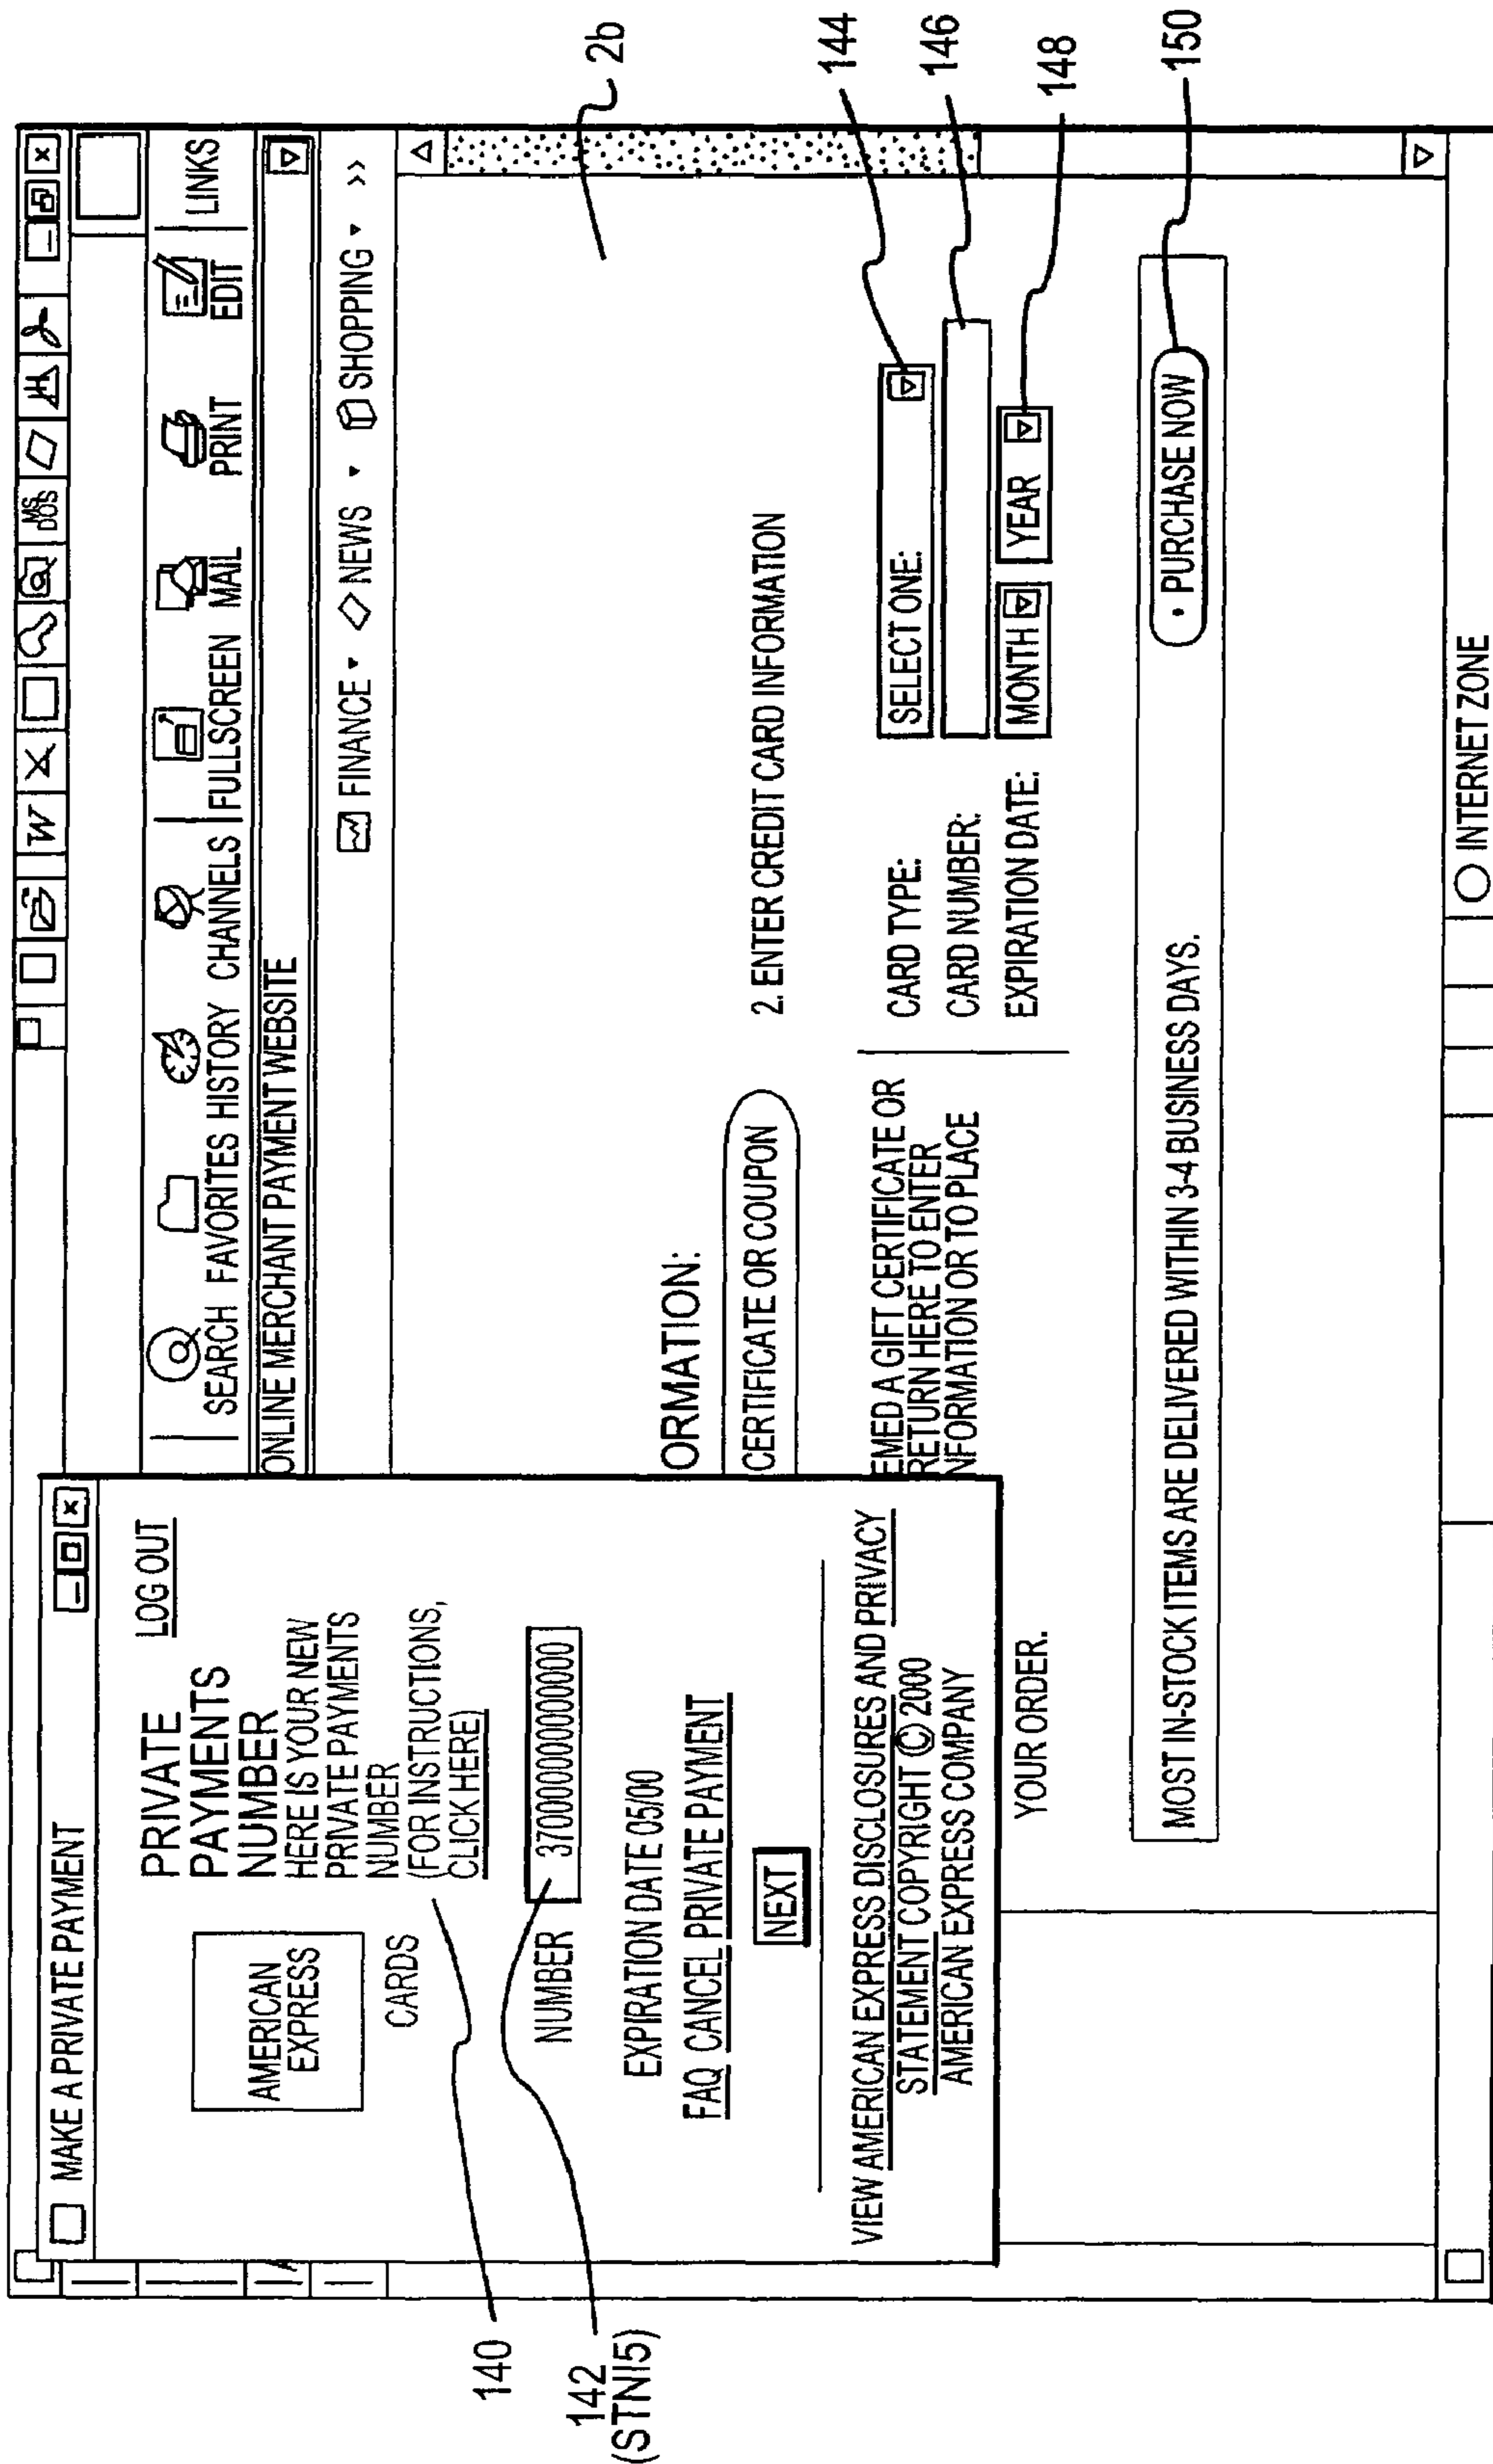 MAKE A PRIVATE PAYMENT
AMERICAN
EXPRESS
CARDS
PRIVATE
PAYMENTS
NUMBER
LOG OUT
HERE IS YOUR NEW
PRIVATE PAYMENTS
NUMBER
(FOR INSTRUCTIONS,
CLICK HERE)
NUMBER 370000000000000
EXPIRATION DATE 05/00
FAQ CANCEL PRIVATE PAYMENT
NEXT
VIEW AMERICAN EXPRESS DISCLOSURES AND PRIVACY
STATEMENT COPYRIGHT © 2000
AMERICAN EXPRESS COMPANY
140
142
(STNI5)
W
MS
DOS
SEARCH FAVORITES HISTORY CHANNELS FULLSCREEN MAIL PRINT EDIT LINKS
ONLINE MERCHANT PAYMENT WEBSITE
FINANCE NEWS SHOPPING >>
2b
ORMATION:
CERTIFICATE OR COUPON
2. ENTER CREDIT CARD INFORMATION
EMED A GIFT CERTIFICATE OR
RETURN HERE TO ENTER
NFORMATION OR TO PLACE
YOUR ORDER.
CARD TYPE: SELECT ONE:
CARD NUMBER:
EXPIRATION DATE: MONTH YEAR
144
146
148
150
MOST IN-STOCK ITEMS ARE DELIVERED WITHIN 3-4 BUSINESS DAYS.
• PURCHASE NOW
INTERNET ZONE